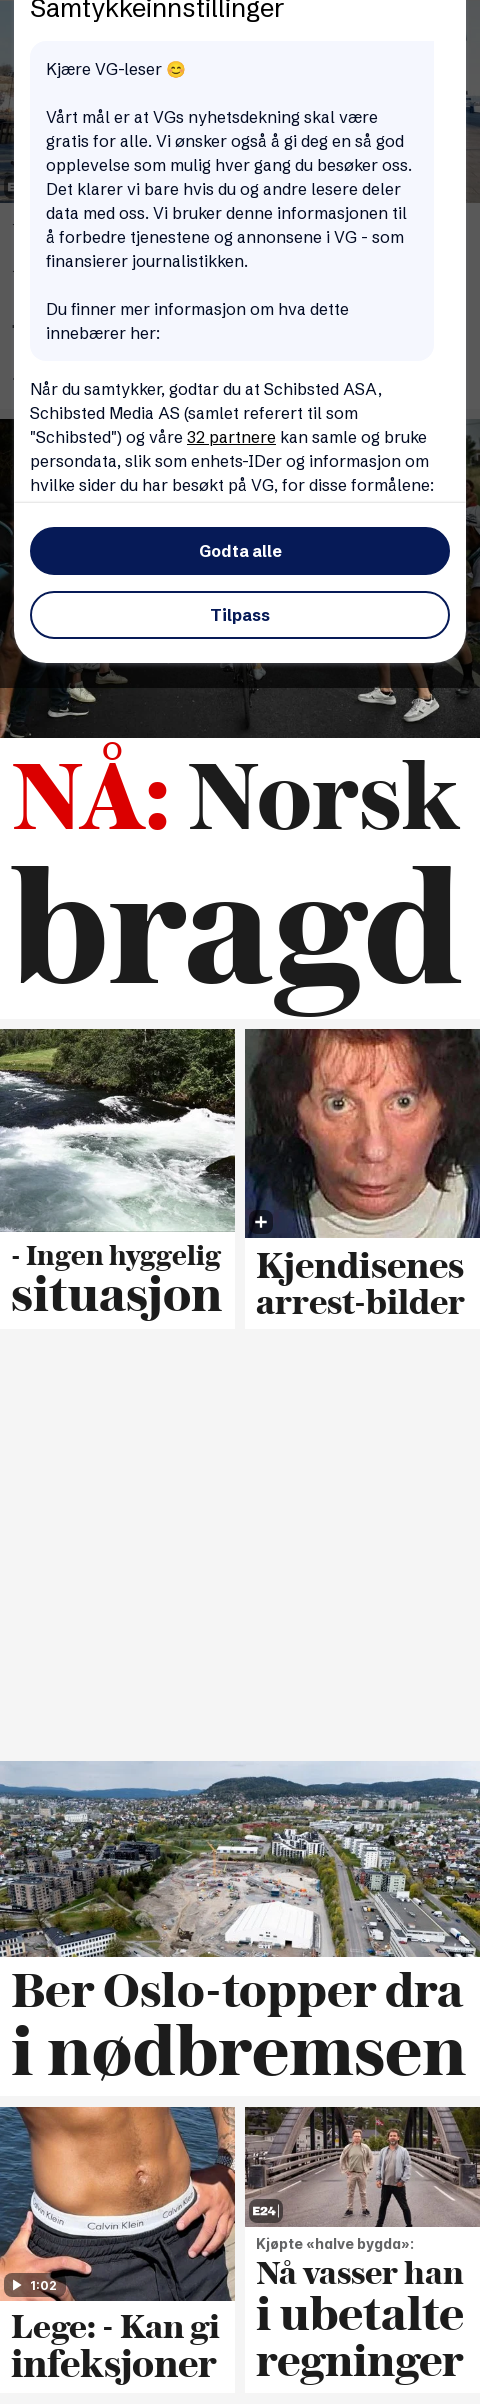 Samtykkeinnstillinger
Kjære VG-leser 😊
Vårt mål er at VGs nyhetsdekning skal være
gratis for alle. Vi ønsker også å gi deg en så god
opplevelse som mulig hver gang du besøker oss.
Det klarer vi bare hvis du og andre lesere deler
data med oss. Vi bruker denne informasjonen til
å forbedre tjenestene og annonsene i VG - som
finansierer journalistikken.
Du finner mer informasjon om hva dette
innebærer her:
Når du samtykker, godtar du at Schibsted ASA,
Schibsted Media AS (samlet referert til som
"Schibsted") og våre 32 partnere kan samle og bruke
persondata, slik som enhets-IDer og informasjon om
hvilke sider du har besøkt på VG, for disse formålene:
Godta alle
Tilpass
NÅ: Norsk
bragd
- Ingen hyggelig
situasjon
Kjendisenes
arrest-bilder
Ber Oslo-topper dra
i nødbremsen
Calvin Klein
1:02
Lege: - Kan gi
infeksjoner
E24
Kjøpte «halve bygda»:
Nå vasser han
i ubetalte
regninger